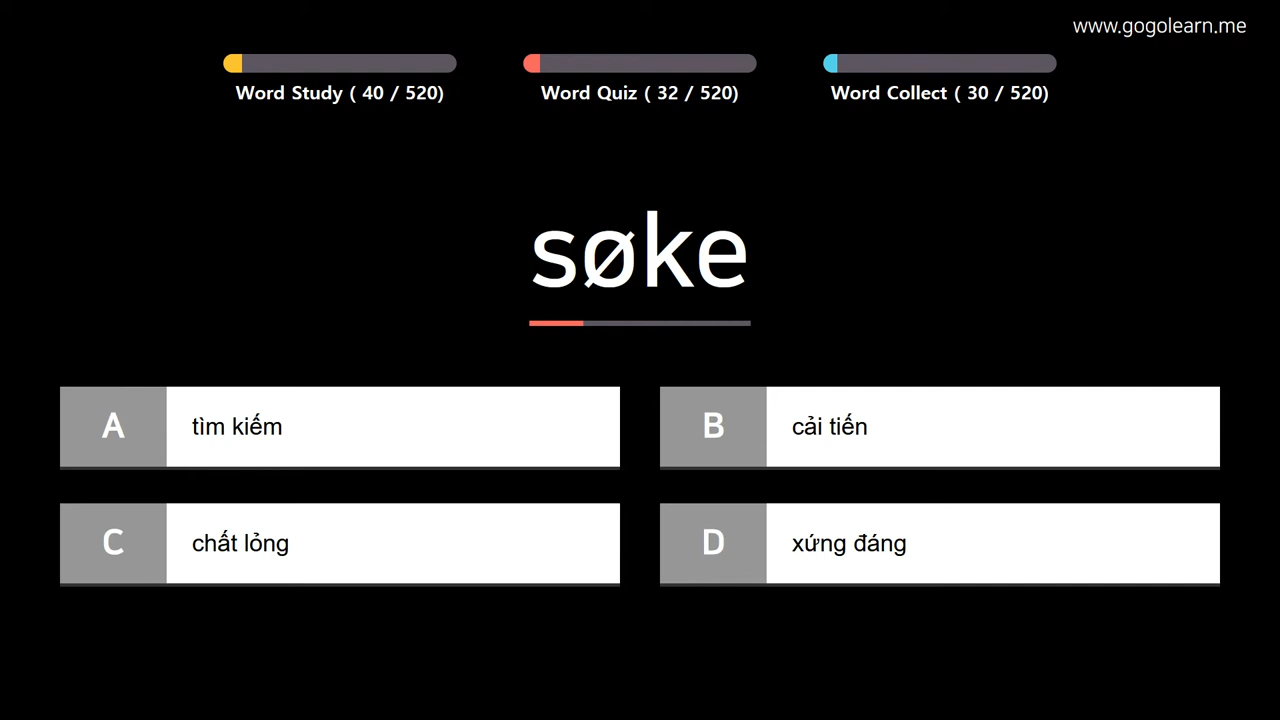 www.gogolearn.me
Word Study ( 40 / 520)
Word Quiz ( 32 / 520)
Word Collect ( 30 / 520)
søke
A
tìm kiếm
B
cải tiến
C
chất lỏng
D
xứng đáng